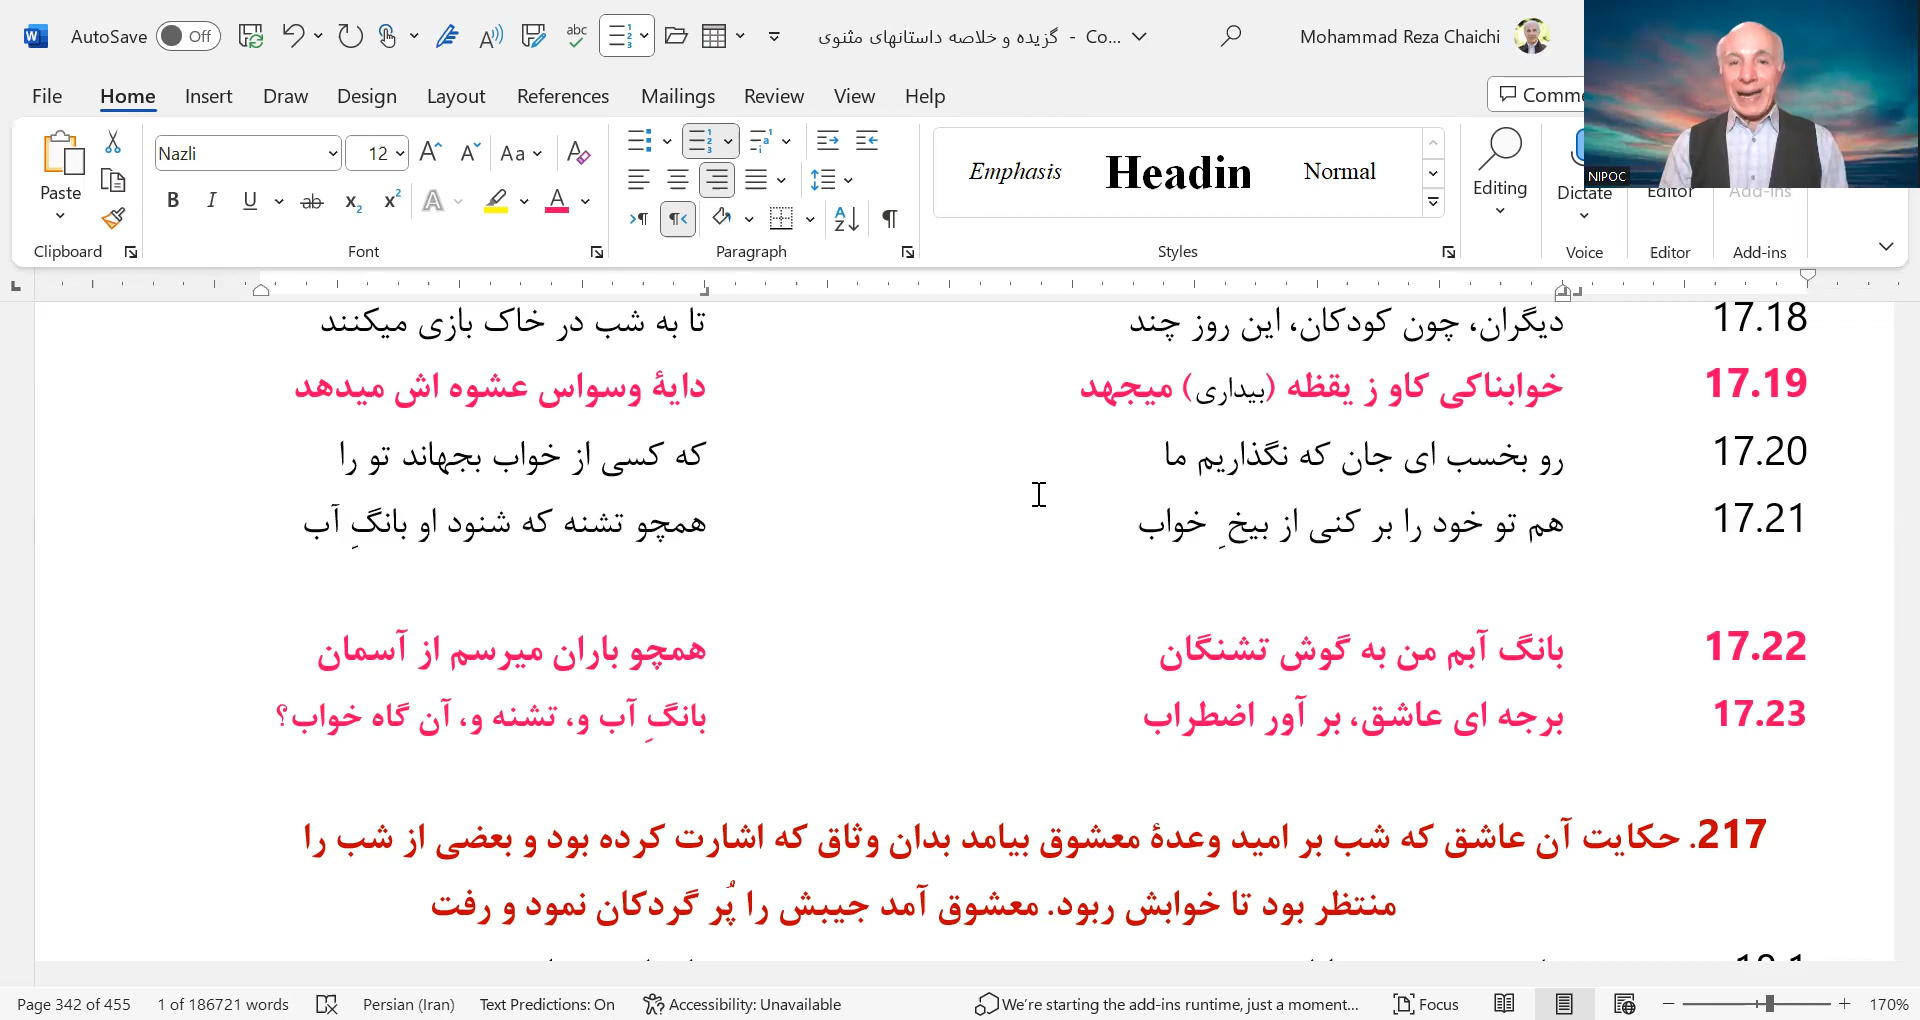 AutoSave Off گزیده و خلاصه داستانهای مثنوی - Co... Mohammad Reza Chaichi
File Home Insert Draw Design Layout References Mailings Review View Help Comme
NIPOC
Paste Nazli 12 Aa Emphasis Headin Normal Editing Dictate Editor Add-ins
Clipboard Font Paragraph Styles Voice Editor Add-ins
17.18 دیگران، چون کودکان، این روز چند تا به شب در خاک بازی میکنند
17.19 خوابناکی کاو ز یقظه (بیداری) میجهد دایهٔ وسواس عشوه اش میدهد
17.20 رو بخسب ای جان که نگذاریم ما که کسی از خواب بجهاند تو را
17.21 هم تو خود را بر کنی از بیخِ خواب همچو تشنه که شنود او بانگِ آب
17.22 بانگ آبم من به گوش تشنگان همچو باران میرسم از آسمان
17.23 برجه ای عاشق، بر آور اضطراب بانگِ آب و، تشنه و، آن گاه خواب؟
217. حکایت آن عاشق که شب بر امید وعدهٔ معشوق بیامد بدان وثاق که اشارت کرده بود و بعضی از شب را
منتظر بود تا خوابش ربود. معشوق آمد جیبش را پُر گردکان نمود و رفت
Page 342 of 455 1 of 186721 words Persian (Iran) Text Predictions: On Accessibility: Unavailable We're starting the add-ins runtime, just a moment... Focus 170%